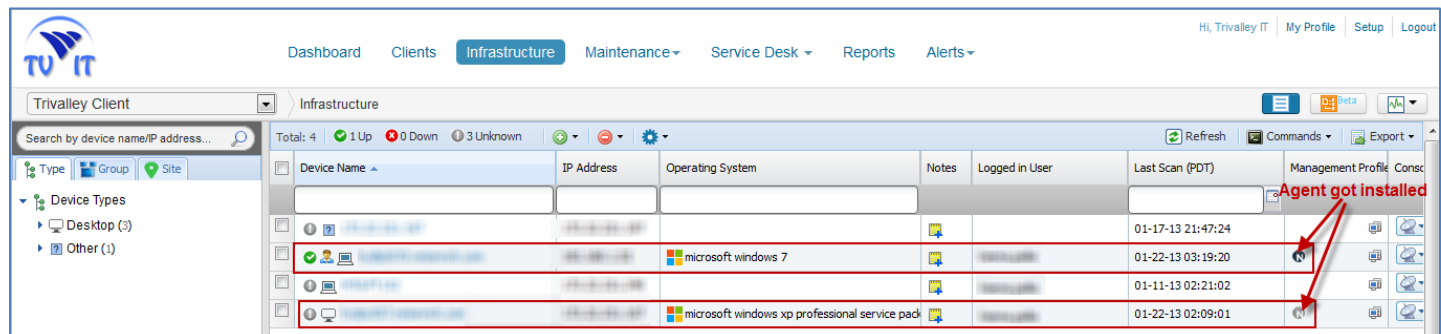 Hi, Trivalley IT My Profile Setup Logout
TV IT
Dashboard Clients Infrastructure Maintenance Service Desk Reports Alerts
Trivalley Client Infrastructure Beta
Search by device name/IP address... Total: 4 1 Up 0 Down 3 Unknown Refresh Commands Export
Type Group Site Device Name IP Address Operating System Notes Logged in User Last Scan (PDT) Management Profile Consc
Agent got installed
Device Types
Desktop (3)
Other (1)
01-17-13 21:47:24
microsoft windows 7 01-22-13 03:19:20
01-11-13 02:21:02
microsoft windows xp professional service pack 01-22-13 02:09:01